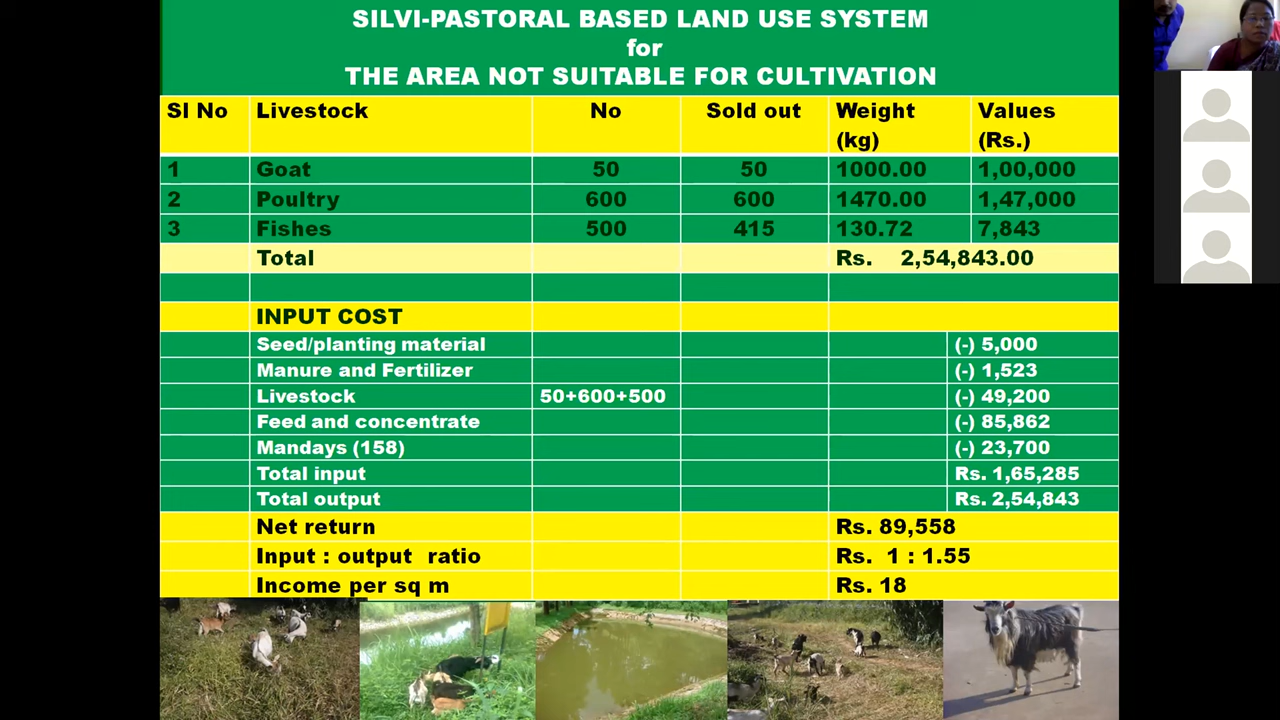 SILVI-PASTORAL BASED LAND USE SYSTEM
for
THE AREA NOT SUITABLE FOR CULTIVATION
Sl No Livestock No Sold out Weight (kg) Values (Rs.)
1 Goat 50 50 1000.00 1,00,000
2 Poultry 600 600 1470.00 1,47,000
3 Fishes 500 415 130.72 7,843
Total Rs. 2,54,843.00
INPUT COST
Seed/planting material (-) 5,000
Manure and Fertilizer (-) 1,523
Livestock 50+600+500 (-) 49,200
Feed and concentrate (-) 85,862
Mandays (158) (-) 23,700
Total input Rs. 1,65,285
Total output Rs. 2,54,843
Net return Rs. 89,558
Input : output ratio Rs. 1 : 1.55
Income per sq m Rs. 18